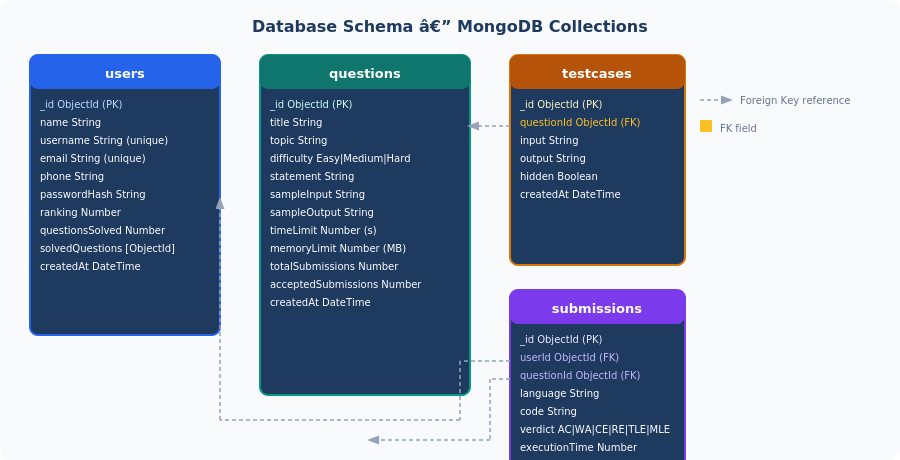 Database Schema â€” MongoDB Collections
users
_id ObjectId (PK)
name String
username String (unique)
email String (unique)
phone String
passwordHash String
ranking Number
questionsSolved Number
solvedQuestions [ObjectId]
createdAt DateTime
questions
_id ObjectId (PK)
title String
topic String
difficulty Easy|Medium|Hard
statement String
sampleInput String
sampleOutput String
timeLimit Number (s)
memoryLimit Number (MB)
totalSubmissions Number
acceptedSubmissions Number
createdAt DateTime
testcases
_id ObjectId (PK)
questionId ObjectId (FK)
input String
output String
hidden Boolean
createdAt DateTime
submissions
_id ObjectId (PK)
userId ObjectId (FK)
questionId ObjectId (FK)
language String
code String
verdict AC|WA|CE|RE|TLE|MLE
executionTime Number
Foreign Key reference
FK field